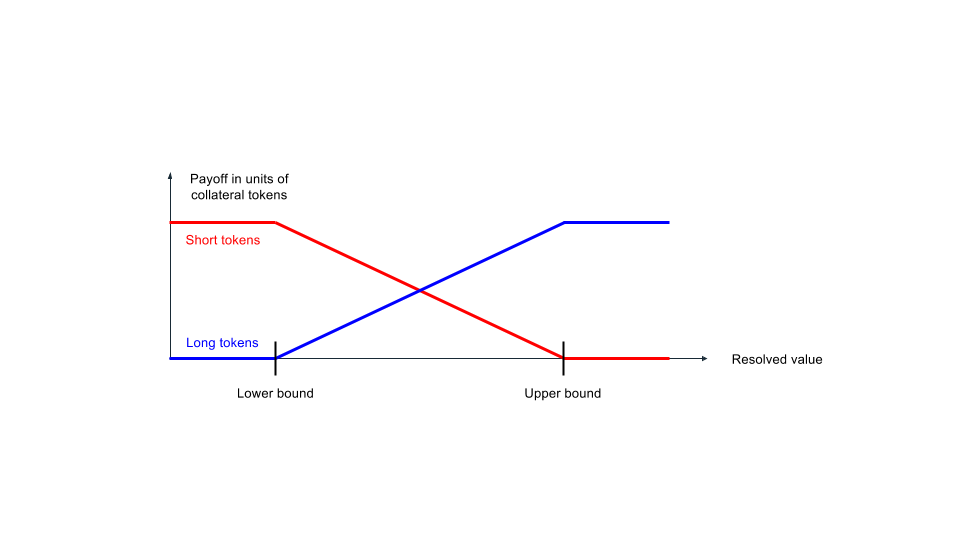 Payoff in units of
collateral tokens
Short tokens
Long tokens
Resolved value
Lower bound
Upper bound